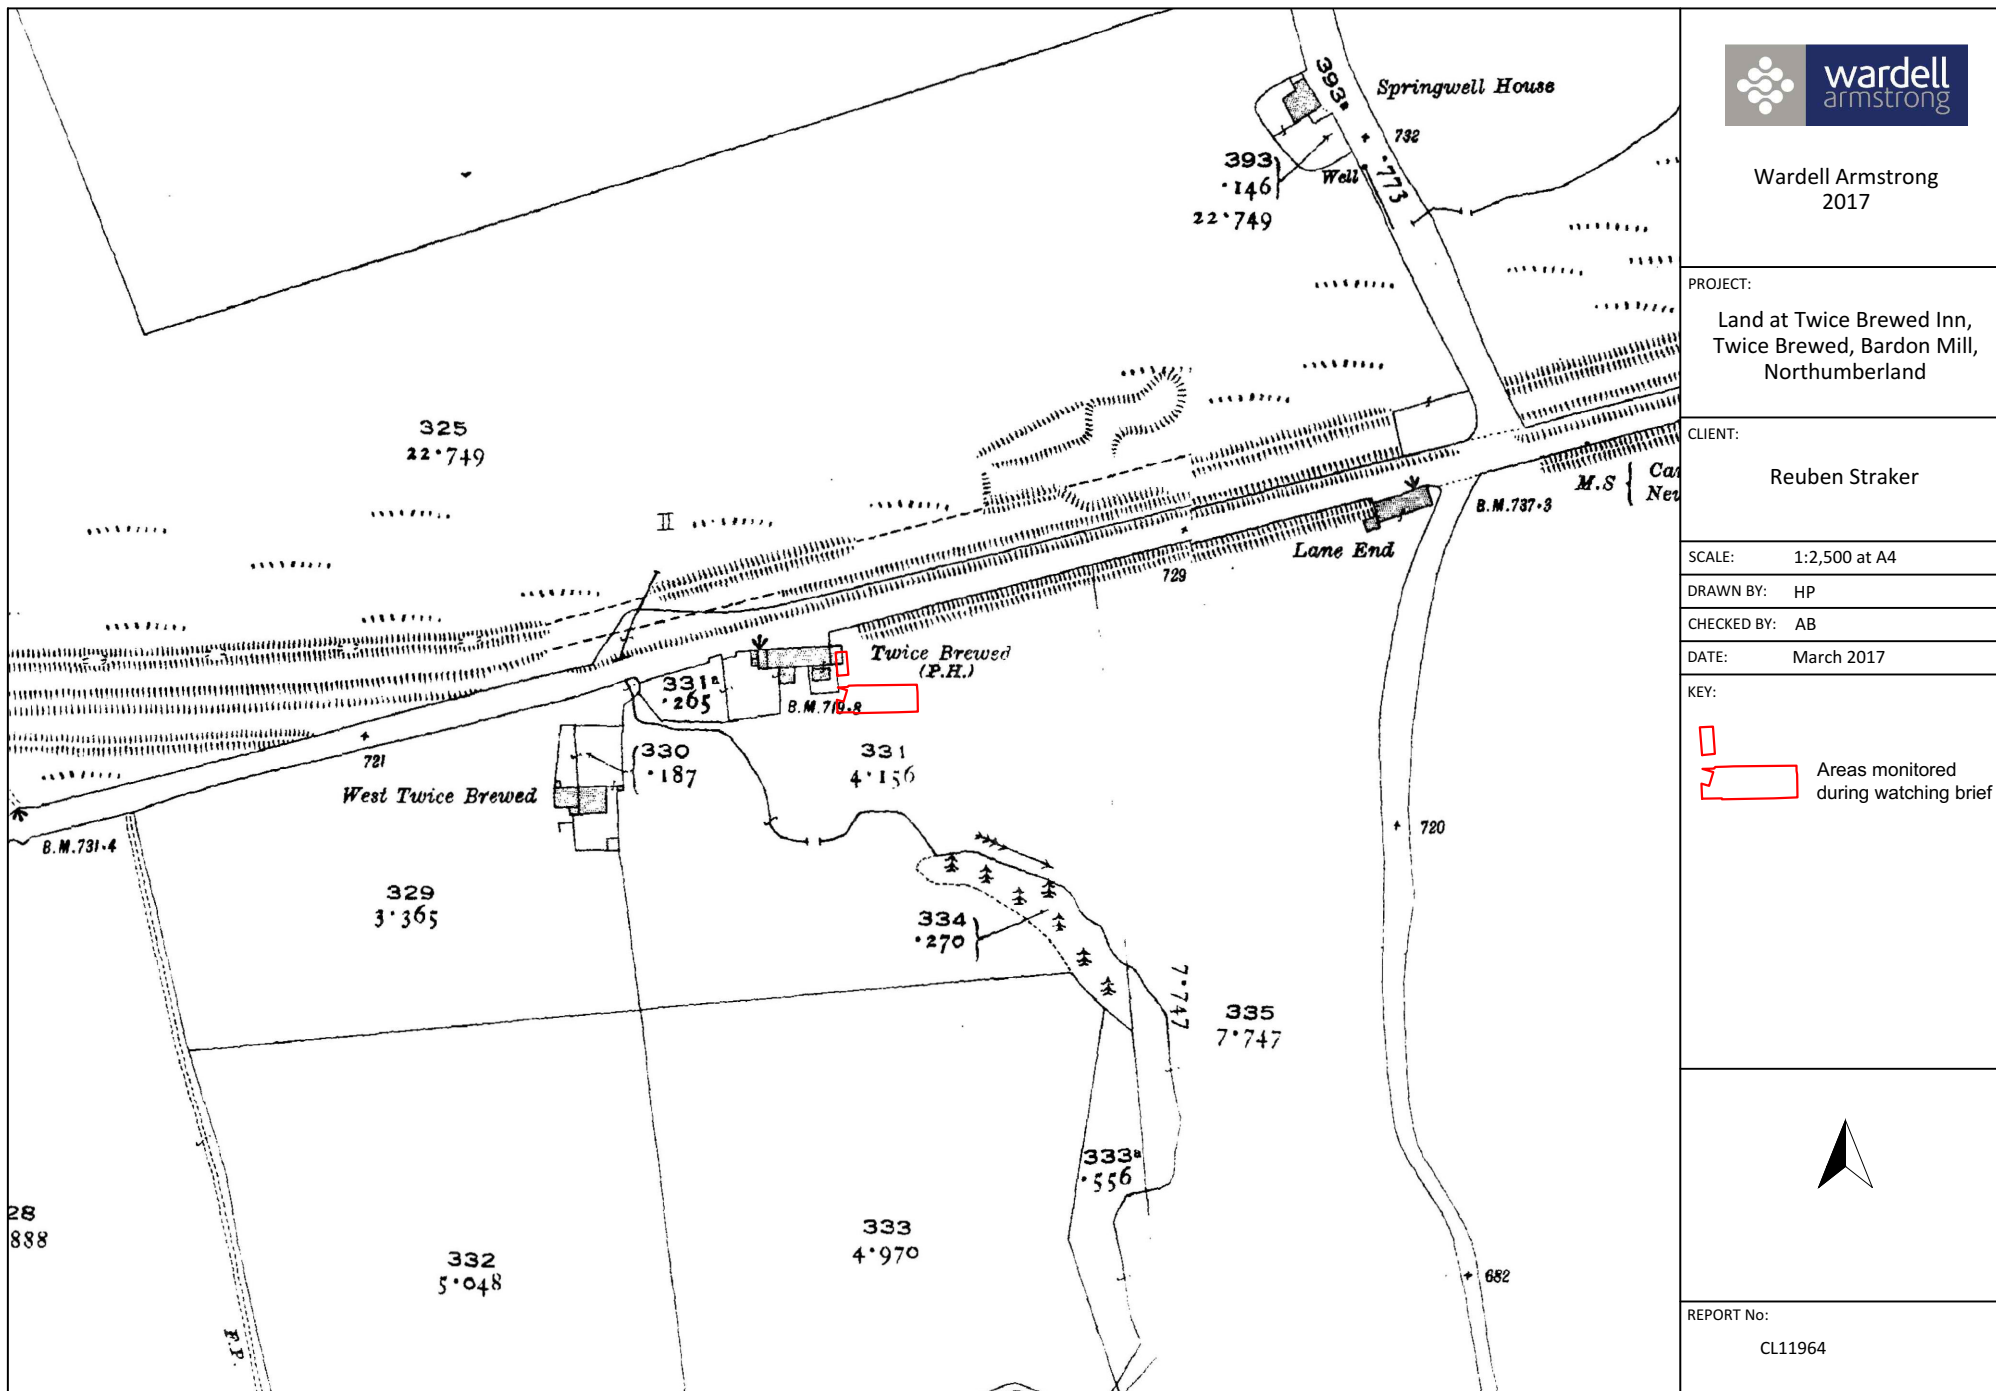 393a
Springwell House
732
393
·146
22·749
Well
·773
325
22·749
II
M.S
B.M.737·3
Lane End
729
Twice Brewed
(P.H.)
331a
·265
B.M.719·8
721
330
·187
331
4·156
West Twice Brewed
B.M.731·4
720
329
3·365
334
·270
7·747
335
7·747
333a
·556
28
888
333
4·970
332
5·048
682
F.P.
wardell
armstrong
Wardell Armstrong
2017
PROJECT:
Land at Twice Brewed Inn,
Twice Brewed, Bardon Mill,
Northumberland
CLIENT:
Reuben Straker
SCALE: 1:2,500 at A4
DRAWN BY: HP
CHECKED BY: AB
DATE: March 2017
KEY:
Areas monitored
during watching brief
REPORT No:
CL11964